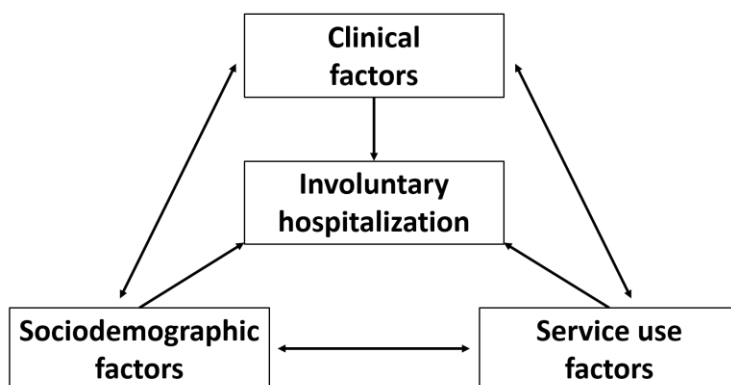 Clinical
factors
Involuntary
hospitalization
Sociodemographic
factors
Service use
factors